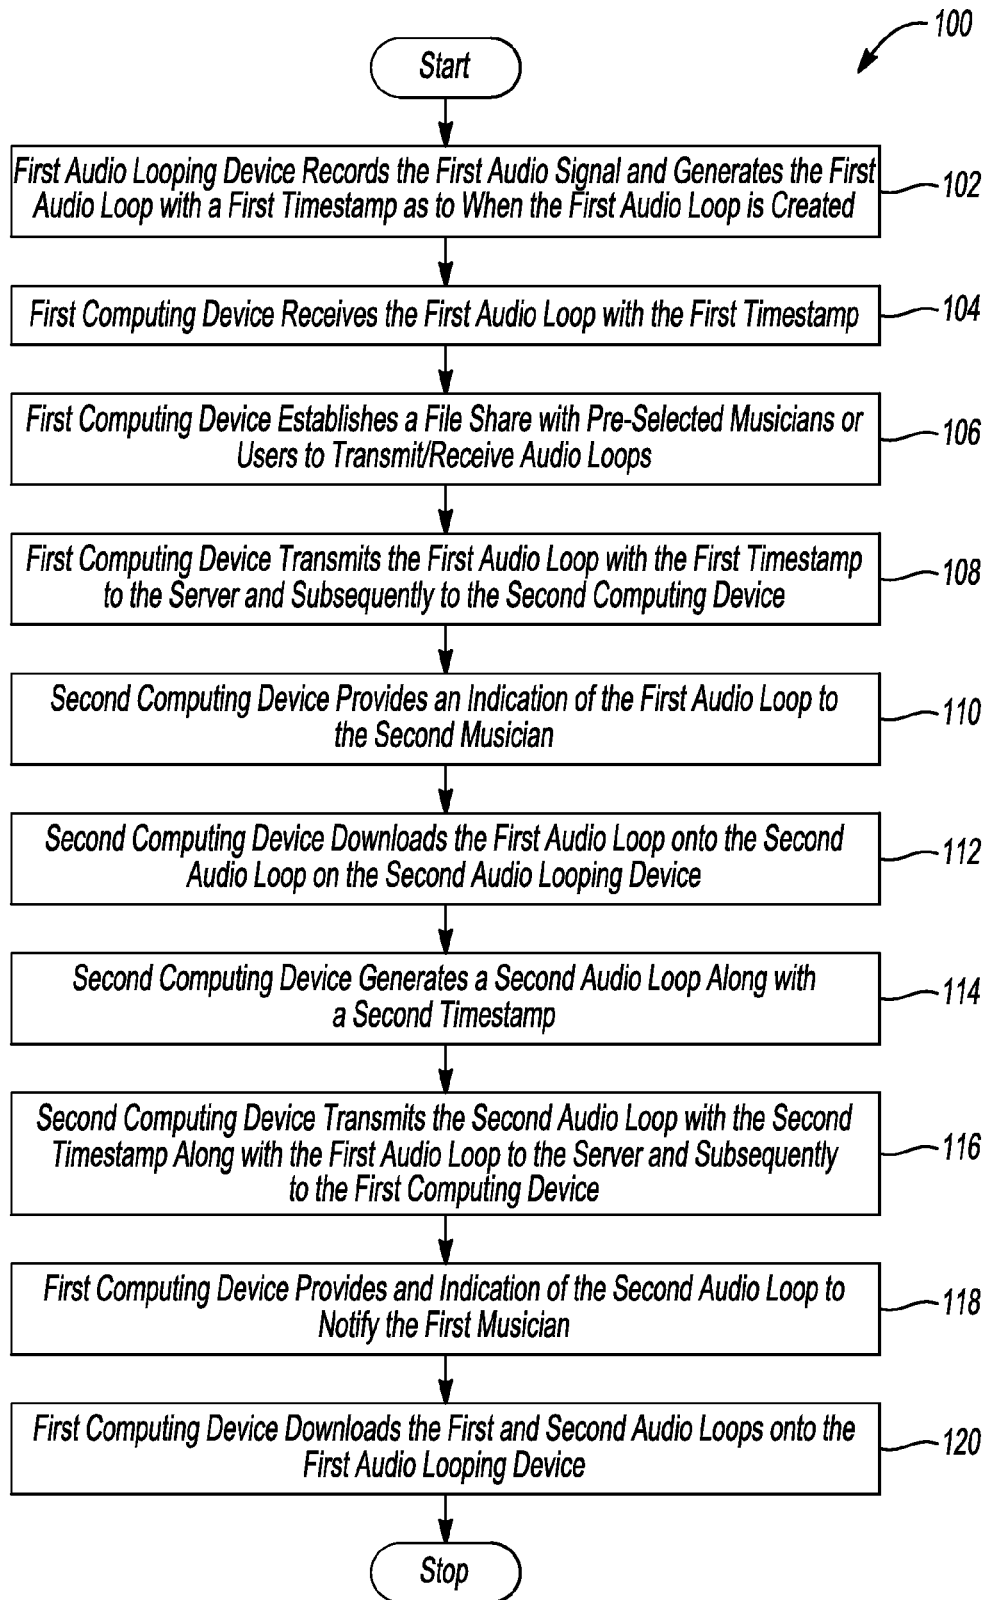 100
Start
First Audio Looping Device Records the First Audio Signal and Generates the First
Audio Loop with a First Timestamp as to When the First Audio Loop is Created
102
First Computing Device Receives the First Audio Loop with the First Timestamp
104
First Computing Device Establishes a File Share with Pre-Selected Musicians or
Users to Transmit/Receive Audio Loops
106
First Computing Device Transmits the First Audio Loop with the First Timestamp
to the Server and Subsequently to the Second Computing Device
108
Second Computing Device Provides an Indication of the First Audio Loop to
the Second Musician
110
Second Computing Device Downloads the First Audio Loop onto the Second
Audio Loop on the Second Audio Looping Device
112
Second Computing Device Generates a Second Audio Loop Along with
a Second Timestamp
114
Second Computing Device Transmits the Second Audio Loop with the Second
Timestamp Along with the First Audio Loop to the Server and Subsequently
to the First Computing Device
116
First Computing Device Provides and Indication of the Second Audio Loop to
Notify the First Musician
118
First Computing Device Downloads the First and Second Audio Loops onto the
First Audio Looping Device
120
Stop